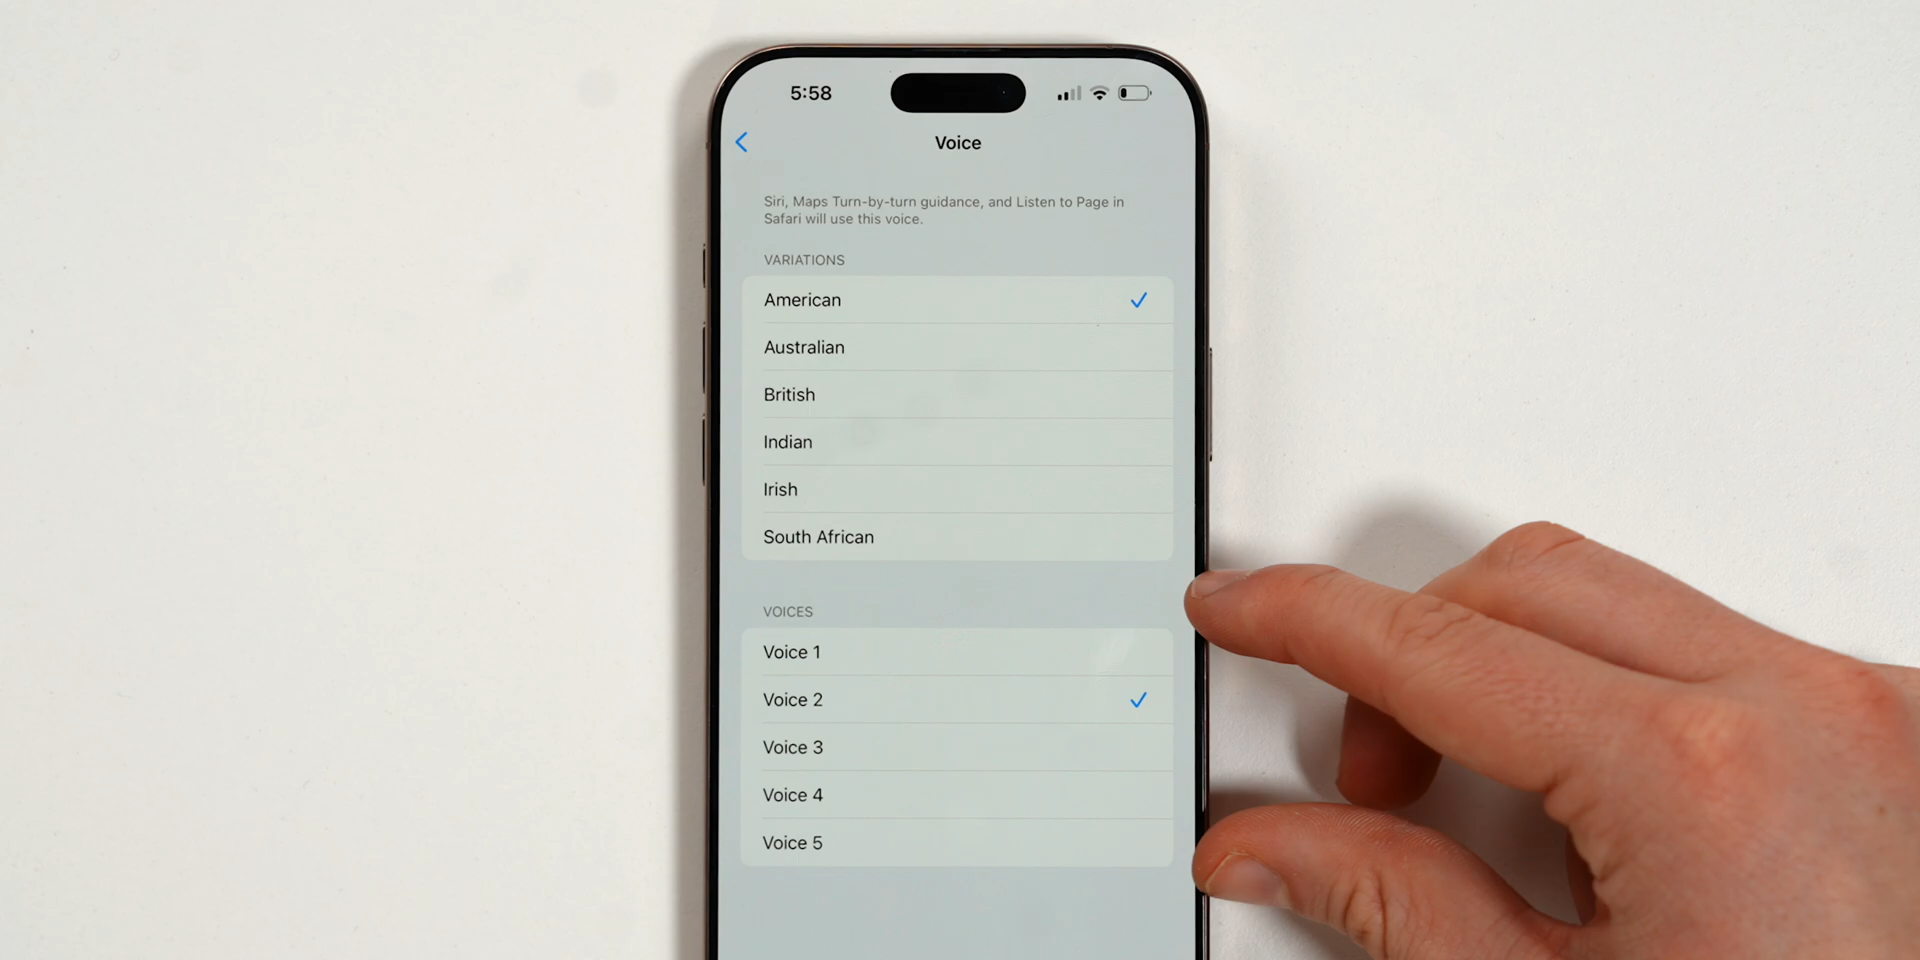 5:58
Voice
Siri, Maps Turn-by-turn guidance, and Listen to Page in
Safari will use this voice.
VARIATIONS
American
Australian
British
Indian
Irish
South African
VOICES
Voice 1
Voice 2
Voice 3
Voice 4
Voice 5